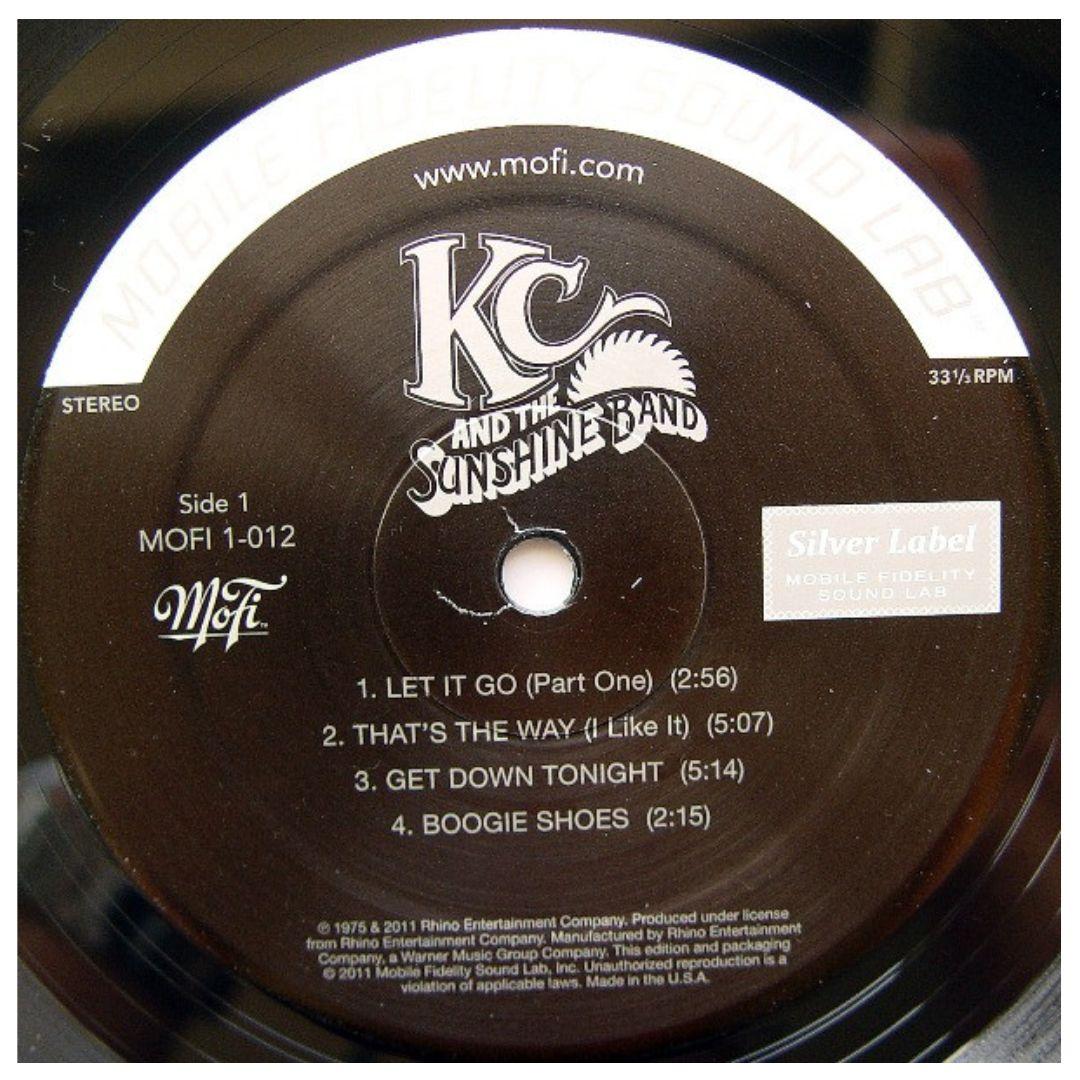 MOBILE FIDELITY SOUND LAB™
www.mofi.com
KC
AND THE
SUNSHINE BAND
STEREO
33 1/3 RPM
Side 1
MOFI 1-012
MoFi™
Silver Label
MOBILE FIDELITY
SOUND LAB
1. LET IT GO (Part One) (2:56)
2. THAT'S THE WAY (I Like It) (5:07)
3. GET DOWN TONIGHT (5:14)
4. BOOGIE SHOES (2:15)
℗ 1975 & 2011 Rhino Entertainment Company. Produced under license
from Rhino Entertainment Company. Manufactured by Rhino Entertainment
Company, a Warner Music Group Company. This edition and packaging
© 2011 Mobile Fidelity Sound Lab, Inc. Unauthorized reproduction is a
violation of applicable laws. Made in the U.S.A.